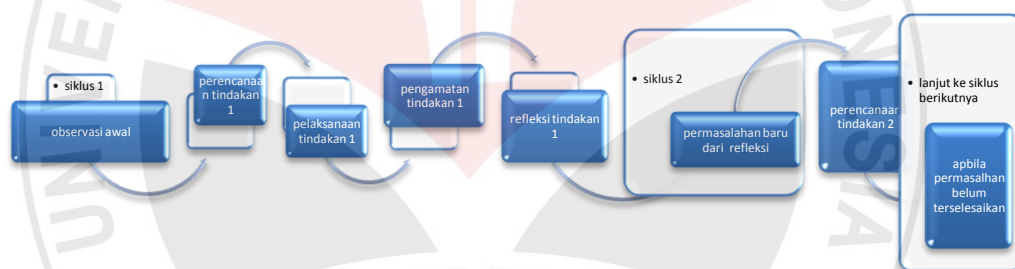 • siklus 1
observasi awal
perencanaa
n tindakan
1
pelaksanaan
tindakan 1
pengamatan
tindakan 1
refleksi tindakan
1
• siklus 2
permasalahan baru
dari refleksi
perencanaan
tindakan 2
• lanjut ke siklus
berikutnya
apbila
permasalhan
belum
terselesaikan